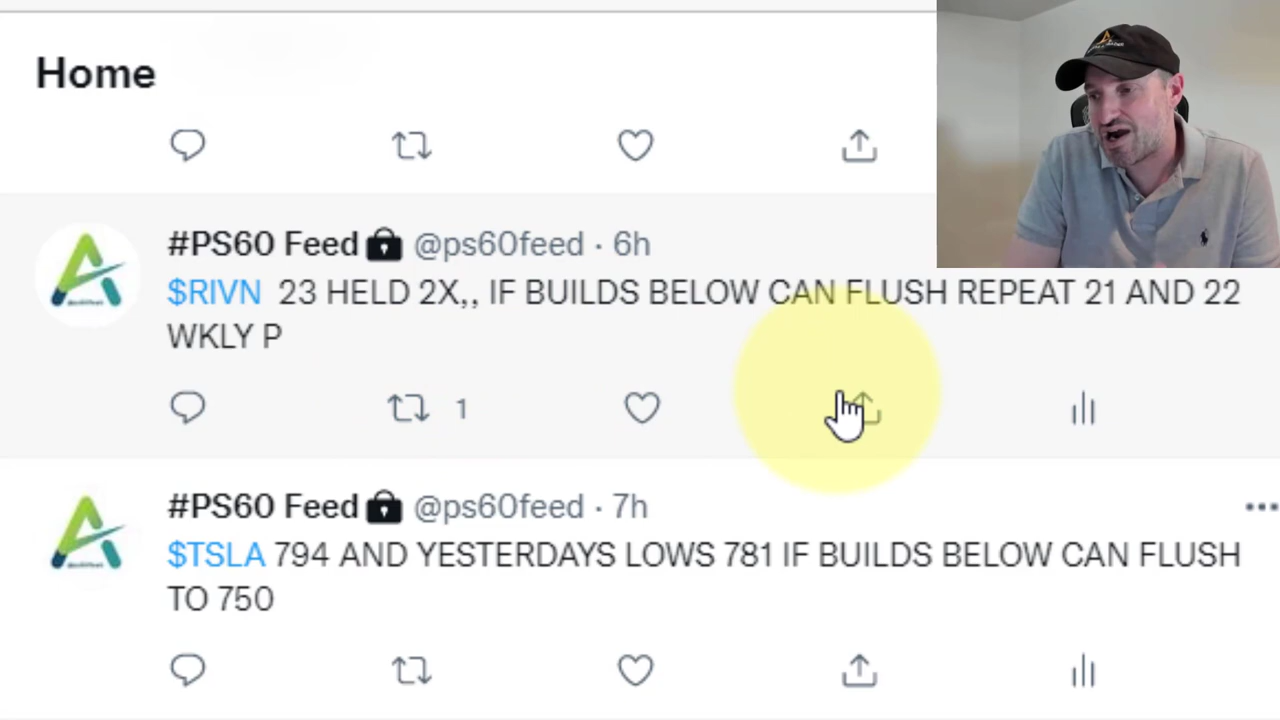 Home
#PS60 Feed @ps60feed · 6h
$RIVN 23 HELD 2X,, IF BUILDS BELOW CAN FLUSH REPEAT 21 AND 22
WKLY P
1
#PS60 Feed @ps60feed · 7h
$TSLA 794 AND YESTERDAYS LOWS 781 IF BUILDS BELOW CAN FLUSH
TO 750